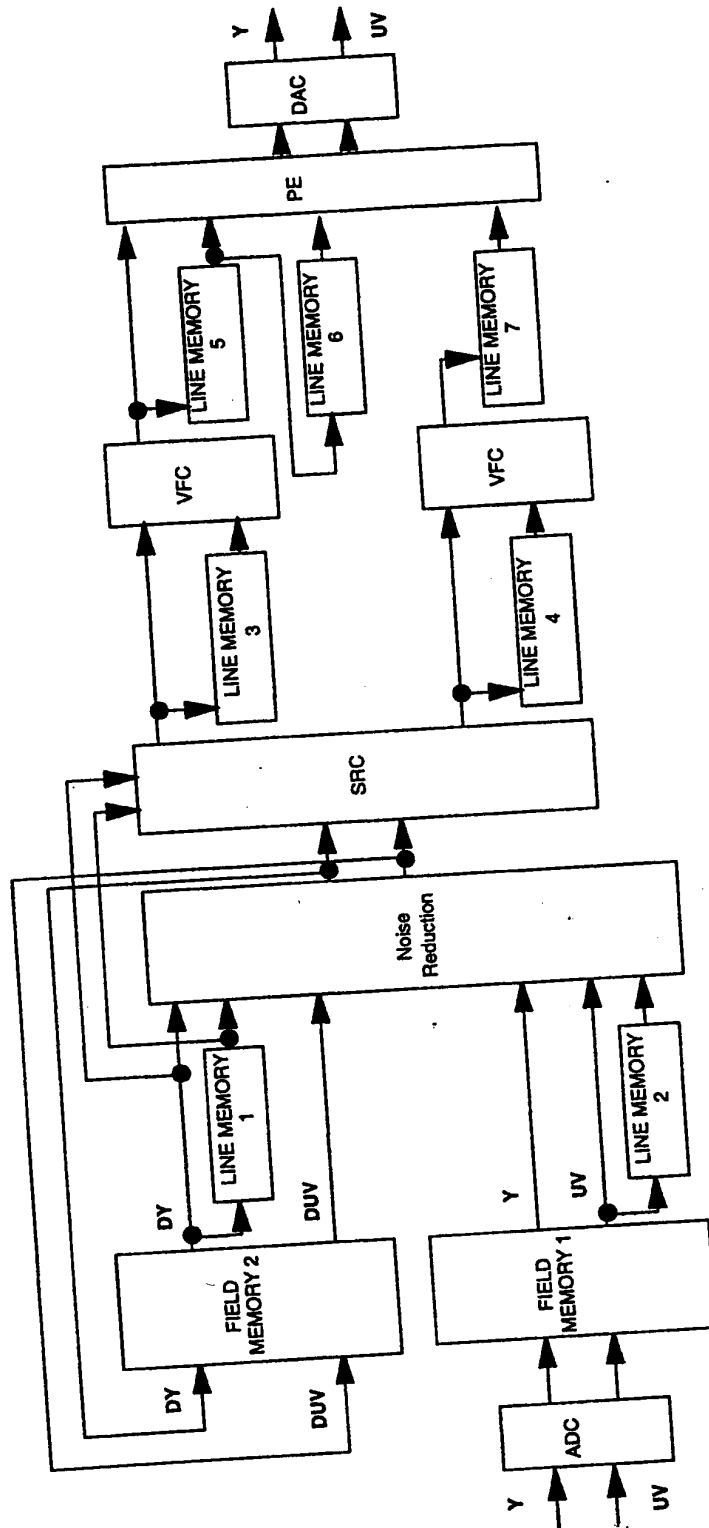 Y
UV
ADC
FIELD
MEMORY 1
Y
UV
LINE MEMORY
2
DY
DUV
FIELD
MEMORY 2
DY
DUV
LINE MEMORY
1
Noise
Reduction
SRC
LINE MEMORY
3
LINE MEMORY
4
VFC
VFC
LINE MEMORY
5
LINE MEMORY
6
LINE MEMORY
7
PE
DAC
Y
UV